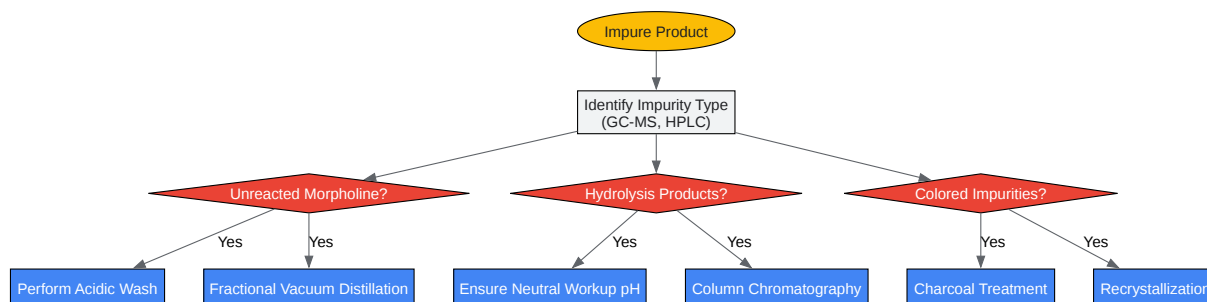 Impure Product
Identify Impurity Type
(GC-MS, HPLC)
Unreacted Morpholine?
Hydrolysis Products?
Colored Impurities?
Yes
Yes
Yes
Yes
Yes
Yes
Perform Acidic Wash
Fractional Vacuum Distillation
Ensure Neutral Workup pH
Column Chromatography
Charcoal Treatment
Recrystallization